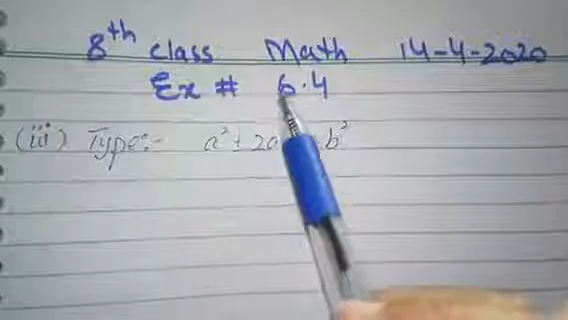 8th class Math 14-4-2020
Ex # 6.4
(iii) Type:- a² ± 2a b²